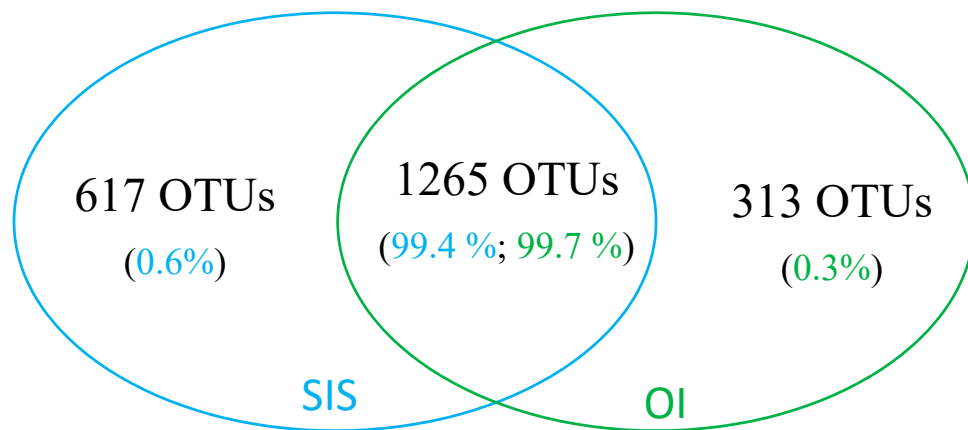 617 OTUs
(0.6%)
1265 OTUs
(99.4 %; 99.7 %)
313 OTUs
(0.3%)
SIS
OI